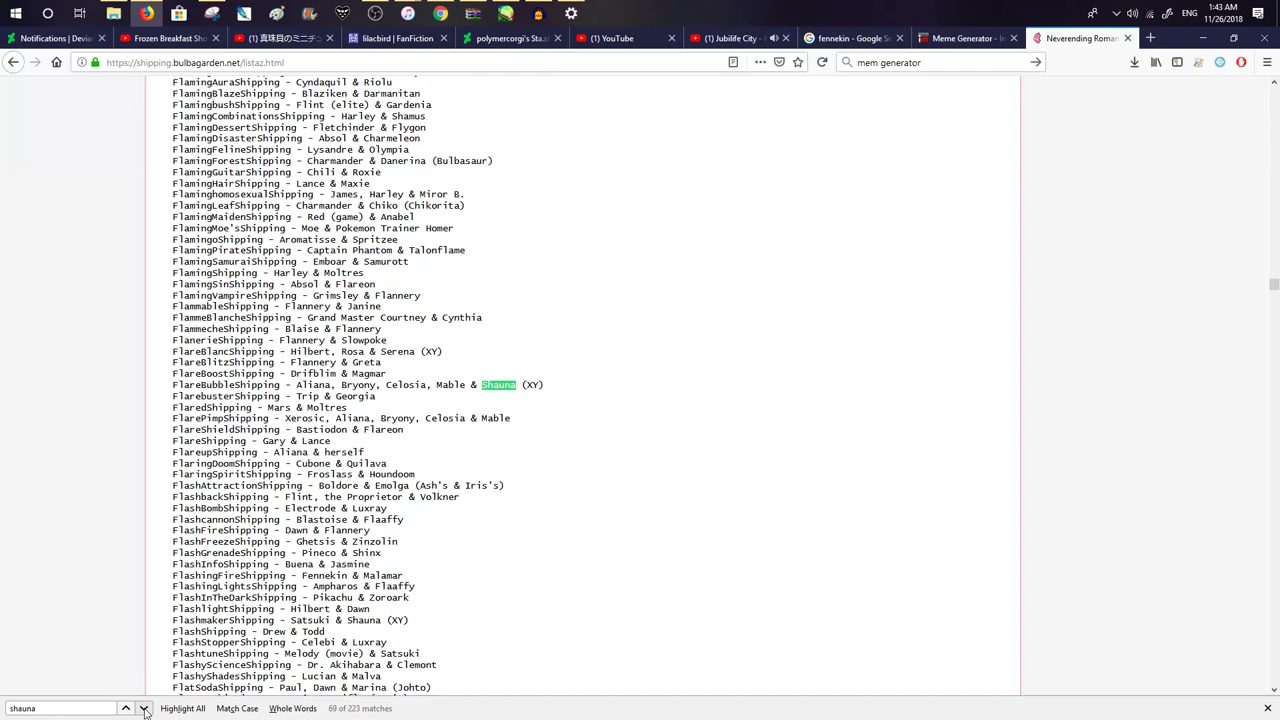 1:43 AM
ENG
11/26/2018
Notifications | Devian
Frozen Breakfast Sho
(1) 真珠貝のミニチ
lilacbird | FanFiction
polymercorgi's Sta.sh
(1) YouTube
(1) Jubilife City -
fennekin - Google Se
Meme Generator - In
Neverending Roman
https://shipping.bulbagarden.net/listaz.html
mem generator
FlamingAuraShipping - Cyndaquil & Riolu
FlamingBlazeShipping - Blaziken & Darmanitan
FlamingbushShipping - Flint (elite) & Gardenia
FlamingCombinationsShipping - Harley & Shamus
FlamingDessertShipping - Fletchinder & Flygon
FlamingDisasterShipping - Absol & Charmeleon
FlamingFelineShipping - Lysandre & Olympia
FlamingForestShipping - Charmander & Danerina (Bulbasaur)
FlamingGuitarShipping - Chili & Roxie
FlamingHairShipping - Lance & Maxie
FlaminghomosexualShipping - James, Harley & Miror B.
FlamingLeafShipping - Charmander & Chiko (Chikorita)
FlamingMaidenShipping - Red (game) & Anabel
FlamingMoe'sShipping - Moe & Pokemon Trainer Homer
FlamingoShipping - Aromatisse & Spritzee
FlamingPirateShipping - Captain Phantom & Talonflame
FlamingSamuraiShipping - Emboar & Samurott
FlamingShipping - Harley & Moltres
FlamingSinShipping - Absol & Flareon
FlamingVampireShipping - Grimsley & Flannery
FlammableShipping - Flannery & Janine
FlammeBlancheShipping - Grand Master Courtney & Cynthia
FlammecheShipping - Blaise & Flannery
FlanerieShipping - Flannery & Slowpoke
FlareBlancShipping - Hilbert, Rosa & Serena (XY)
FlareBlitzShipping - Flannery & Greta
FlareBoostShipping - Drifblim & Magmar
FlareBubbleShipping - Aliana, Bryony, Celosia, Mable & Shauna (XY)
FlarebusterShipping - Trip & Georgia
FlaredShipping - Mars & Moltres
FlarePimpShipping - Xerosic, Aliana, Bryony, Celosia & Mable
FlareShieldShipping - Bastiodon & Flareon
FlareShipping - Gary & Lance
FlareupShipping - Aliana & herself
FlaringDoomShipping - Cubone & Quilava
FlaringSpiritShipping - Froslass & Houndoom
FlashAttractionShipping - Boldore & Emolga (Ash's & Iris's)
FlashbackShipping - Flint, the Proprietor & Volkner
FlashBombShipping - Electrode & Luxray
FlashcannonShipping - Blastoise & Flaaffy
FlashFireShipping - Dawn & Flannery
FlashFreezeShipping - Ghetsis & Zinzolin
FlashGrenadeShipping - Pineco & Shinx
FlashInfoShipping - Buena & Jasmine
FlashingFireShipping - Fennekin & Malamar
FlashingLightsShipping - Ampharos & Flaaffy
FlashInTheDarkShipping - Pikachu & Zoroark
FlashlightShipping - Hilbert & Dawn
FlashmakerShipping - Satsuki & Shauna (XY)
FlashShipping - Drew & Todd
FlashStopperShipping - Celebi & Luxray
FlashtuneShipping - Melody (movie) & Satsuki
FlashyScienceShipping - Dr. Akihabara & Clemont
FlashyShadesShipping - Lucian & Malva
FlatSodaShipping - Paul, Dawn & Marina (Johto)
shauna
Highlight All
Match Case
Whole Words
69 of 223 matches